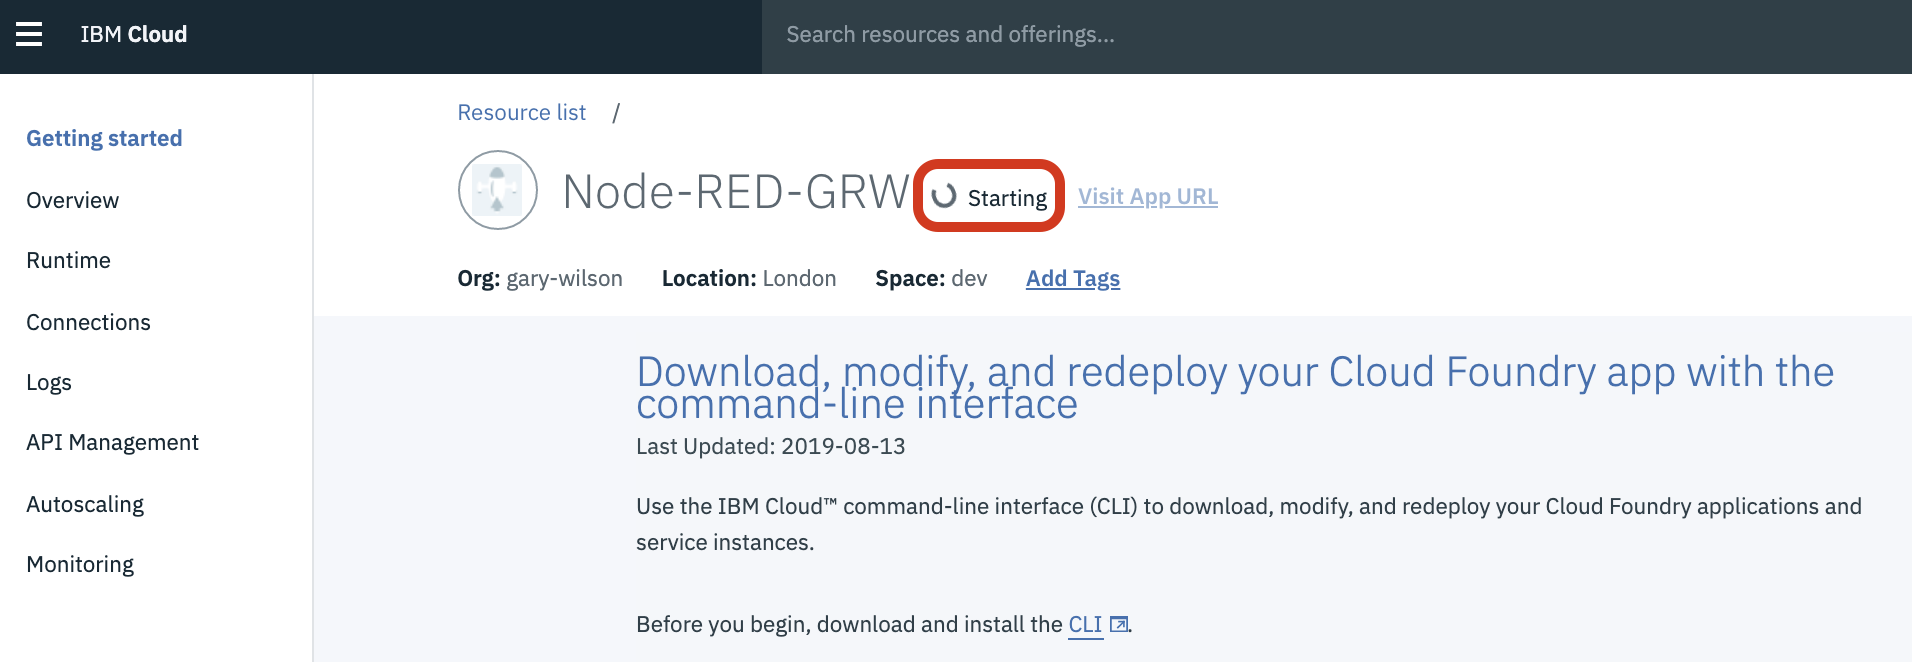 IBM Cloud
Search resources and offerings...
Getting started
Overview
Runtime
Connections
Logs
API Management
Autoscaling
Monitoring
Resource list /
Node-RED-GRW Starting Visit App URL
Org: gary-wilson Location: London Space: dev Add Tags
Download, modify, and redeploy your Cloud Foundry app with the
command-line interface
Last Updated: 2019-08-13
Use the IBM Cloud™ command-line interface (CLI) to download, modify, and redeploy your Cloud Foundry applications and
service instances.
Before you begin, download and install the CLI.